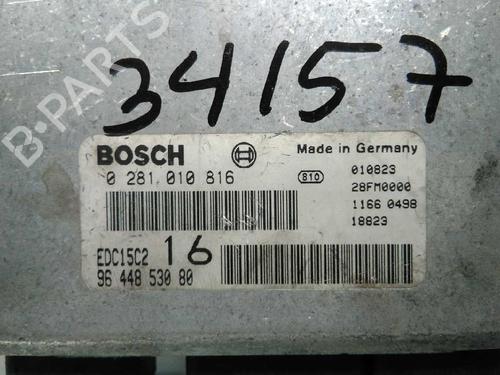 B-PARTS
34157
BOSCH
Made in Germany
0 281 010 816
810
010823
28FM0000
1166 0498
18823
EDC15C2 16
96 448 530 80